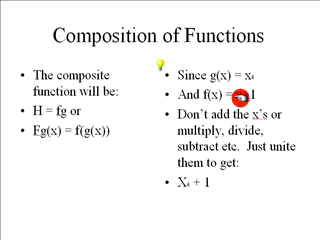 Composition of Functions
• The composite
function will be:
• H = fg or
• Fg(x) = f(g(x))
• Since g(x) = x₄
• And f(x) = 1
• Don't add the x's or
multiply, divide,
subtract etc. Just unite
them to get:
• X₄ + 1